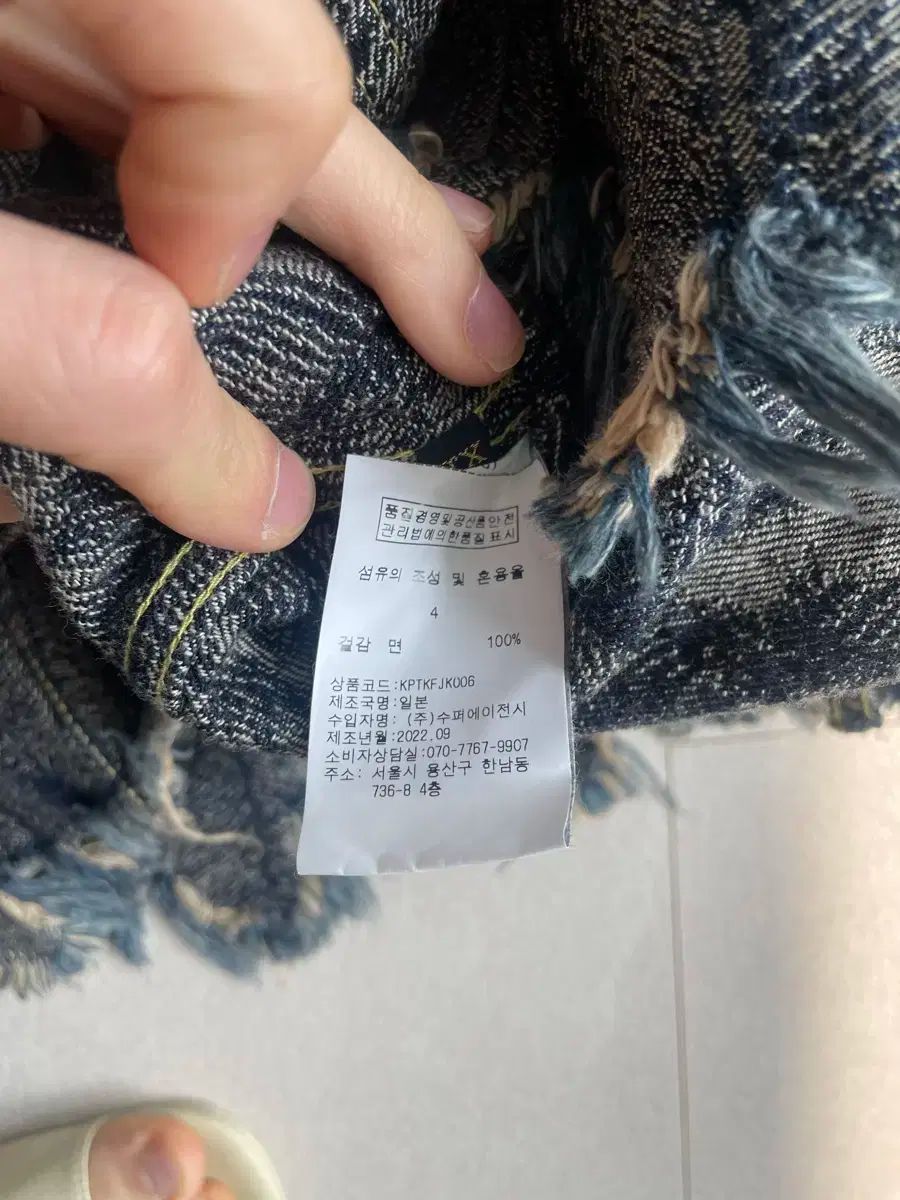 품질경영및공산품안전
관리법에의한품질표시
섬유의 조성 및 혼용율
4
겉감 면 100%
상품코드:KPTKFJK006
제조국명:일본
수입자명: (주)수퍼에이전시
제조년월:2022.09
소비자상담실:070-7767-9907
주소: 서울시 용산구 한남동
736-8 4층